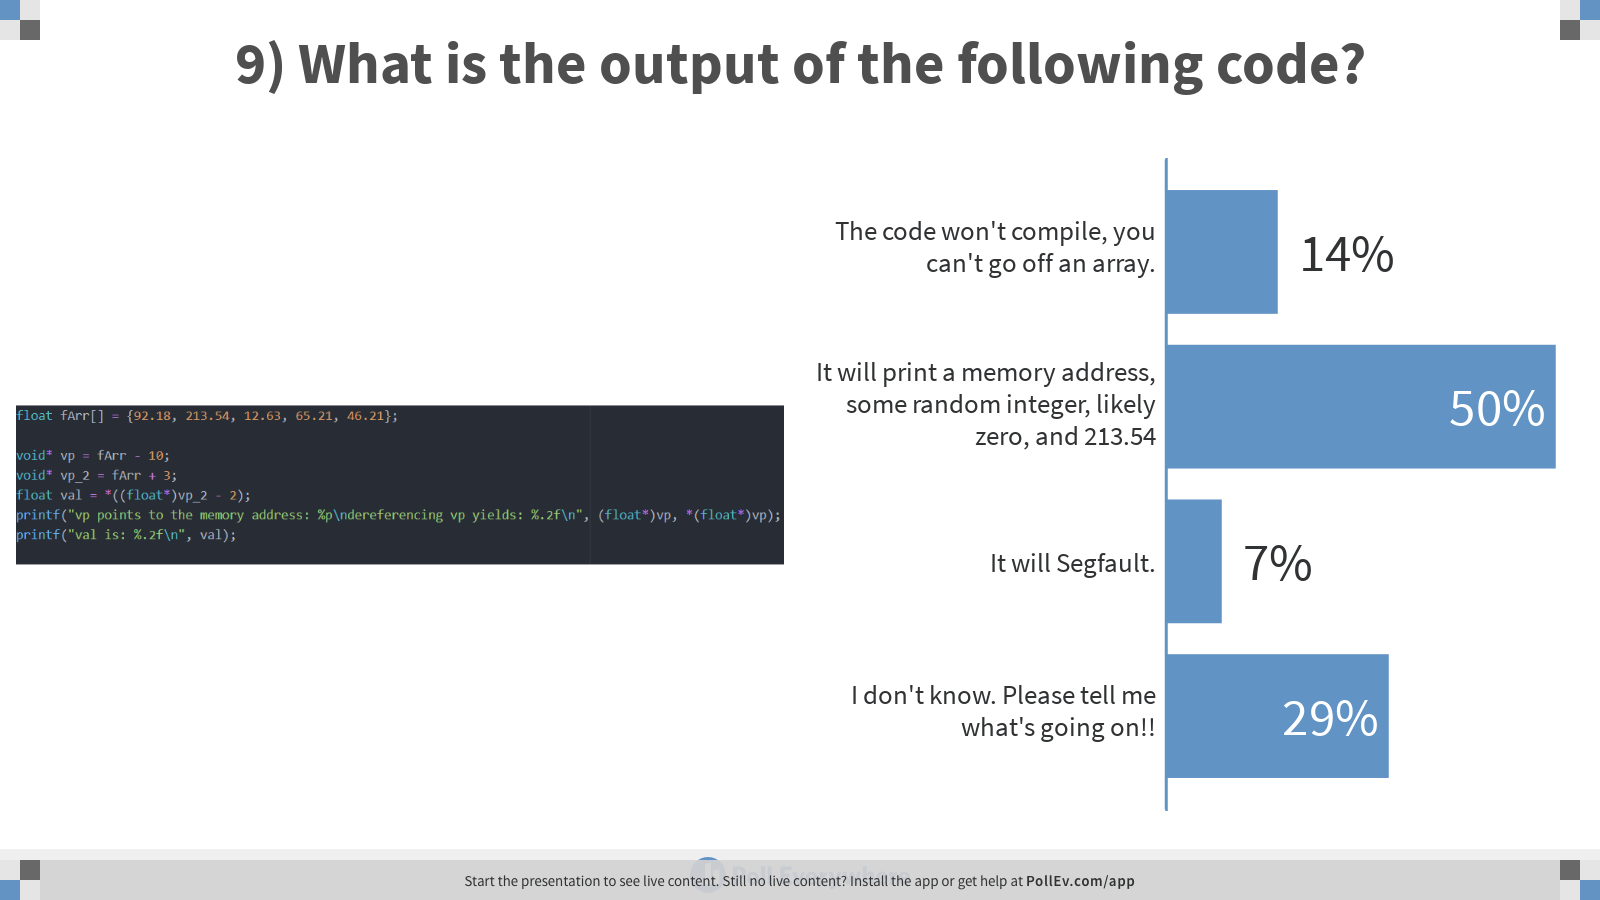 9) What is the output of the following code?
float fArr[] = {92.18, 213.54, 12.63, 65.21, 46.21};
void* vp = fArr - 10;
void* vp_2 = fArr + 3;
float val = *((float*)vp_2 - 2);
printf("vp points to the memory address: %p\ndereferencing vp yields: %.2f\n", (float*)vp, *(float*)vp);
printf("val is: %.2f\n", val);
The code won't compile, you
can't go off an array.
14%
It will print a memory address,
some random integer, likely
zero, and 213.54
50%
It will Segfault.
7%
I don't know. Please tell me
what's going on!!
29%
Start the presentation to see live content. Still no live content? Install the app or get help at PollEv.com/app